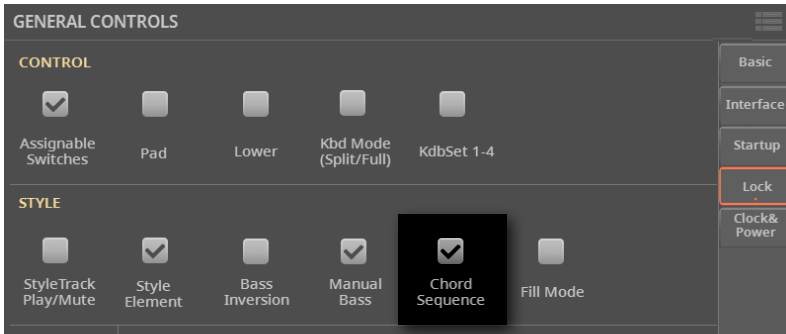 GENERAL CONTROLS
CONTROL
Assignable
Switches
Pad
Lower
Kbd Mode
(Split/Full)
KdbSet 1-4
STYLE
StyleTrack
Play/Mute
Style
Element
Bass
Inversion
Manual
Bass
Chord
Sequence
Fill Mode
Basic
Interface
Startup
Lock
Clock&
Power